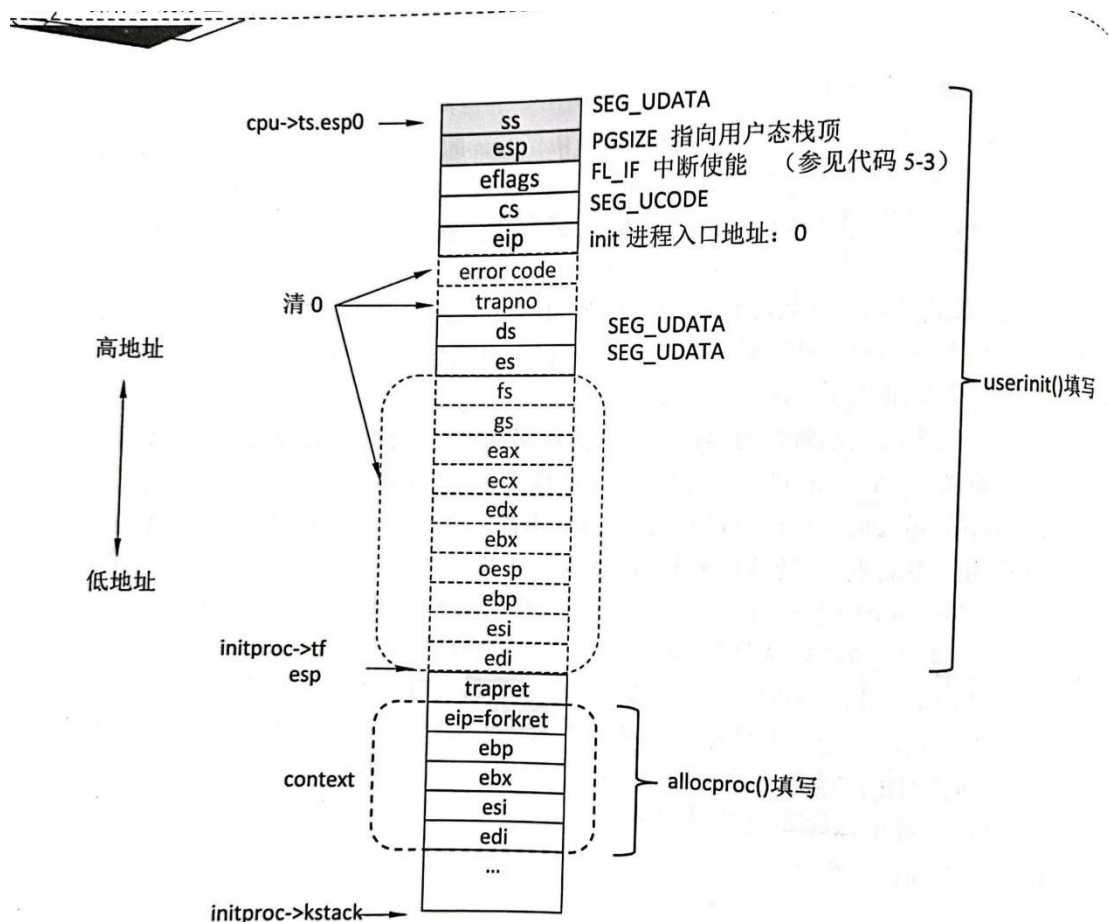 SEG_UDATA
cpu->ts.esp0
ss
esp
PGSIZE 指向用户态栈顶
eflags
FL_IF 中断使能 （参见代码 5-3）
cs
SEG_UCODE
eip
init 进程入口地址：0
error code
清 0
trapno
ds
SEG_UDATA
es
SEG_UDATA
高地址
fs
userinit()填写
gs
eax
ecx
edx
ebx
低地址
oesp
ebp
esi
initproc->tf
edi
esp
trapret
eip=forkret
ebp
context
ebx
allocproc()填写
esi
edi
...
initproc->kstack